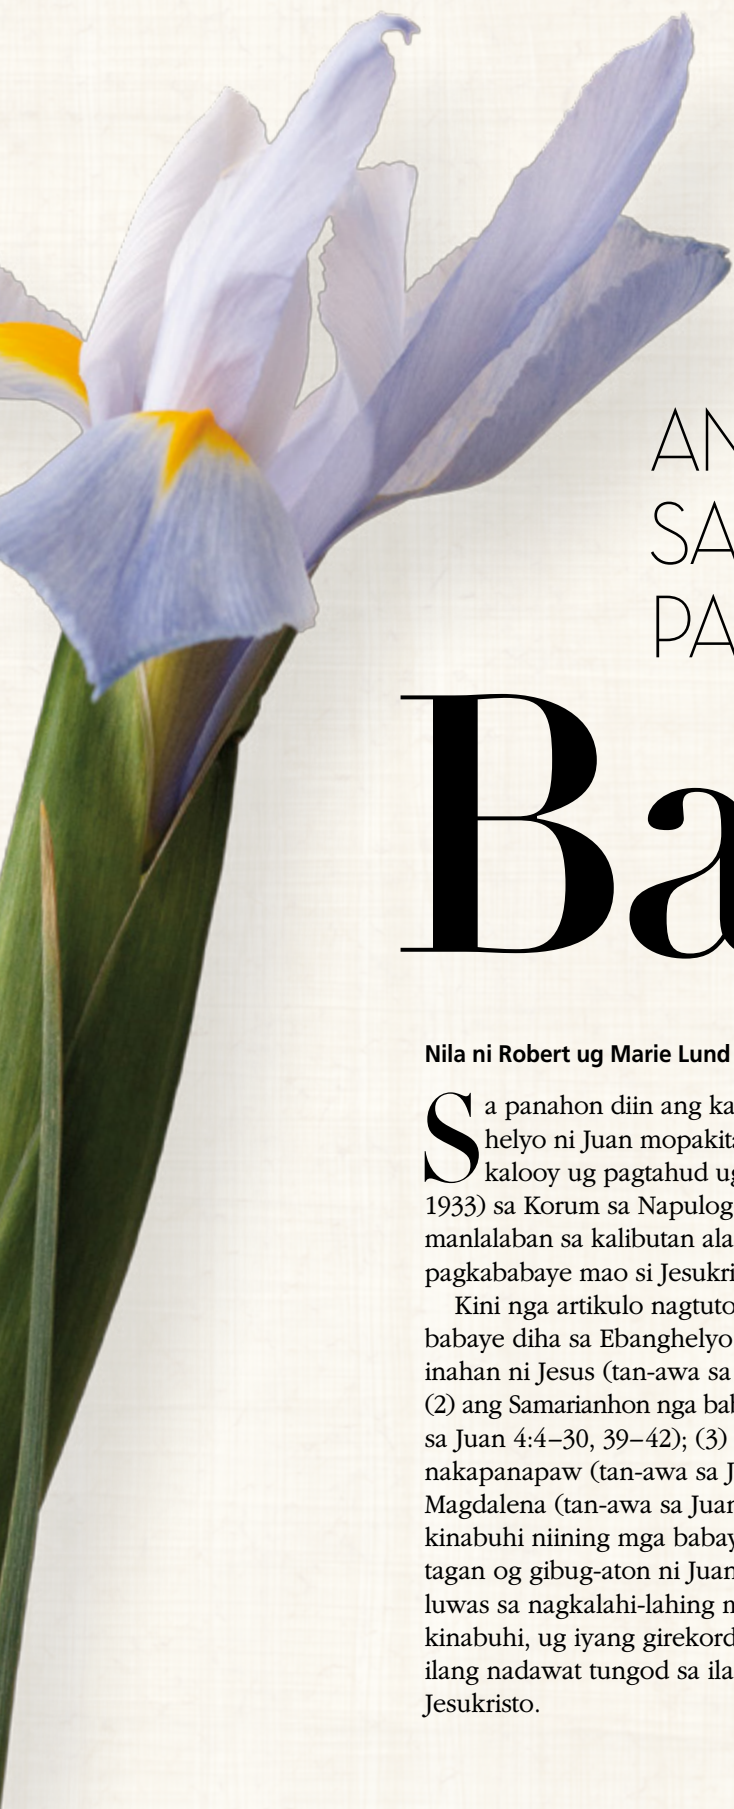 AN
SA
PA
Ba
Nila ni Robert ug Marie Lund
Sa panahon diin ang ka
helyo ni Juan mopakita
kalooy ug pagtahud ug
1933) sa Korum sa Napulog
manlalaban sa kalibutan ala
pagkababaye mao si Jesukri
Kini nga artikulo nagtuto
babaye diha sa Ebanghelyo
inahan ni Jesus (tan-awa sa
(2) ang Samarianhon nga bab
sa Juan 4:4–30, 39–42); (3)
nakapanapaw (tan-awa sa J
Magdalena (tan-awa sa Juan
kinabuhi niining mga babay
tagan og gibug-aton ni Juan
luwas sa nagkalahi-lahing m
kinabuhi, ug iyang girekord
ilang nadawat tungod sa ila
Jesukristo.